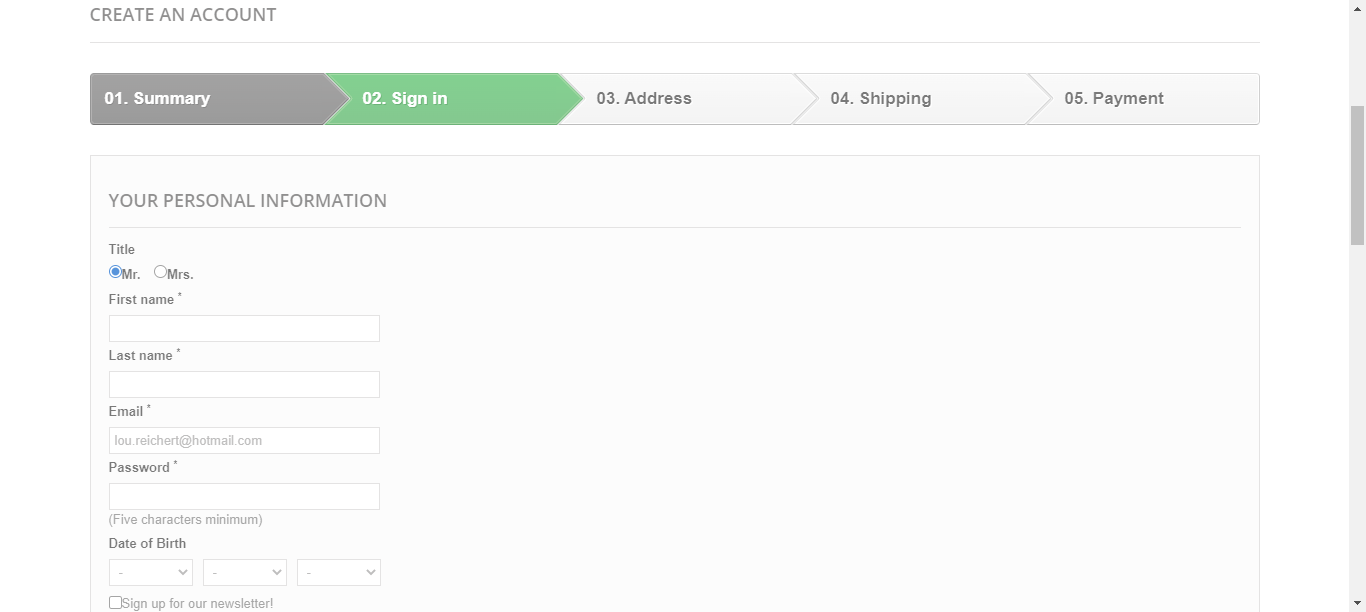 CREATE AN ACCOUNT
01. Summary 02. Sign in 03. Address 04. Shipping 05. Payment
YOUR PERSONAL INFORMATION
Title
Mr. Mrs.
First name *
Last name *
Email *
lou.reichert@hotmail.com
Password *
(Five characters minimum)
Date of Birth
- - -
Sign up for our newsletter!